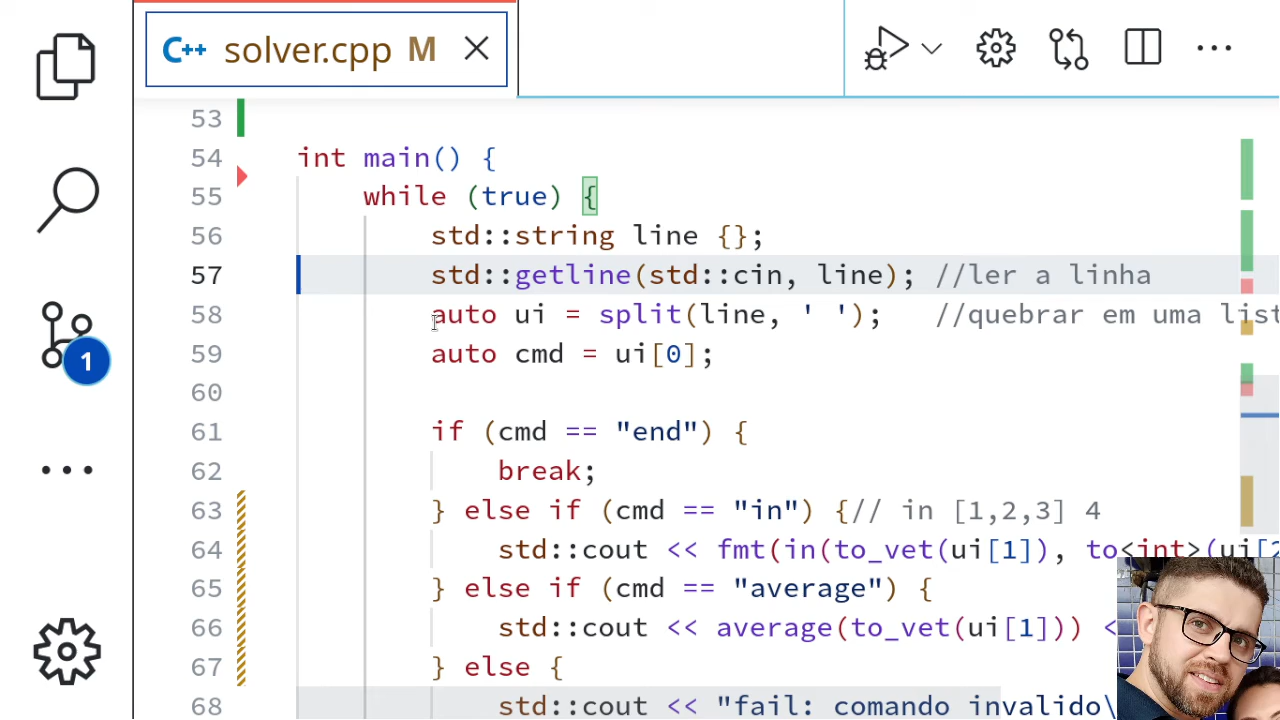 C++ solver.cpp M
53
54 int main() {
55 while (true) {
56 std::string line {};
57 std::getline(std::cin, line); //ler a linha
58 auto ui = split(line, ' '); //quebrar em uma list
59 auto cmd = ui[0];
60
61 if (cmd == "end") {
62 break;
63 } else if (cmd == "in") {// in [1,2,3] 4
64 std::cout << fmt(in(to_vet(ui[1]), to<int>(ui[2
65 } else if (cmd == "average") {
66 std::cout << average(to_vet(ui[1])) <
67 } else {
68 std::cout << "fail: comando invalido\
1